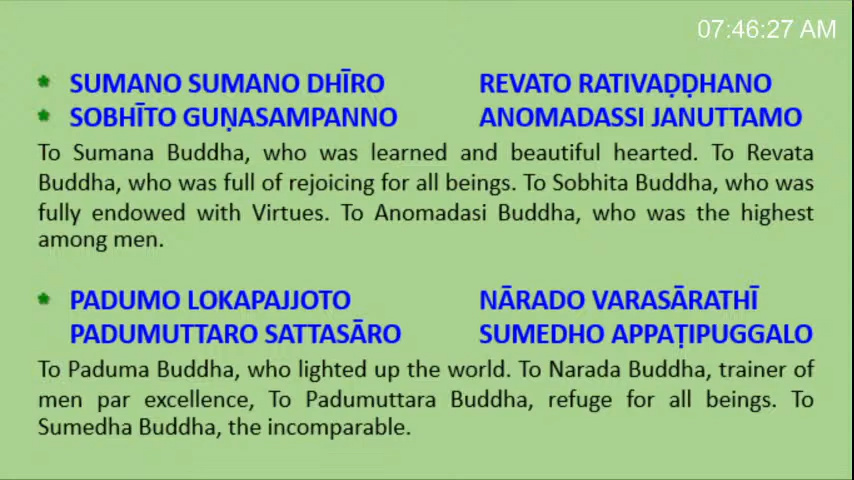 07:46:27 AM
* SUMANO SUMANO DHĪRO REVATO RATIVAḌḌHANO
* SOBHĪTO GUṆASAMPANNO ANOMADASSI JANUTTAMO
To Sumana Buddha, who was learned and beautiful hearted. To Revata
Buddha, who was full of rejoicing for all beings. To Sobhita Buddha, who was
fully endowed with Virtues. To Anomadasi Buddha, who was the highest
among men.
* PADUMO LOKAPAJJOTO NĀRADO VARASĀRATHĪ
PADUMUTTARO SATTASĀRO SUMEDHO APPAṬIPUGGALO
To Paduma Buddha, who lighted up the world. To Narada Buddha, trainer of
men par excellence, To Padumuttara Buddha, refuge for all beings. To
Sumedha Buddha, the incomparable.